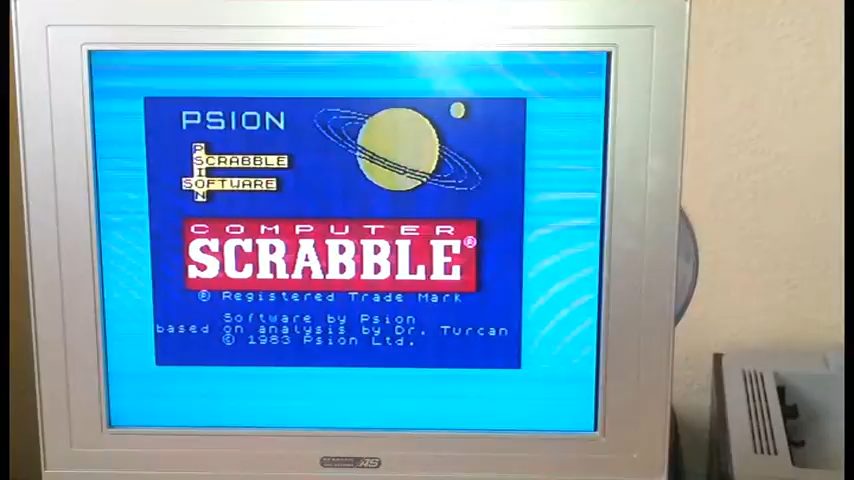 PSION
PSION
SCRABBLE
SOFTWARE
COMPUTER
SCRABBLE®
® Registered Trade Mark
Software by Psion
based on analysis by Dr. Turcan
© 1983 Psion Ltd.